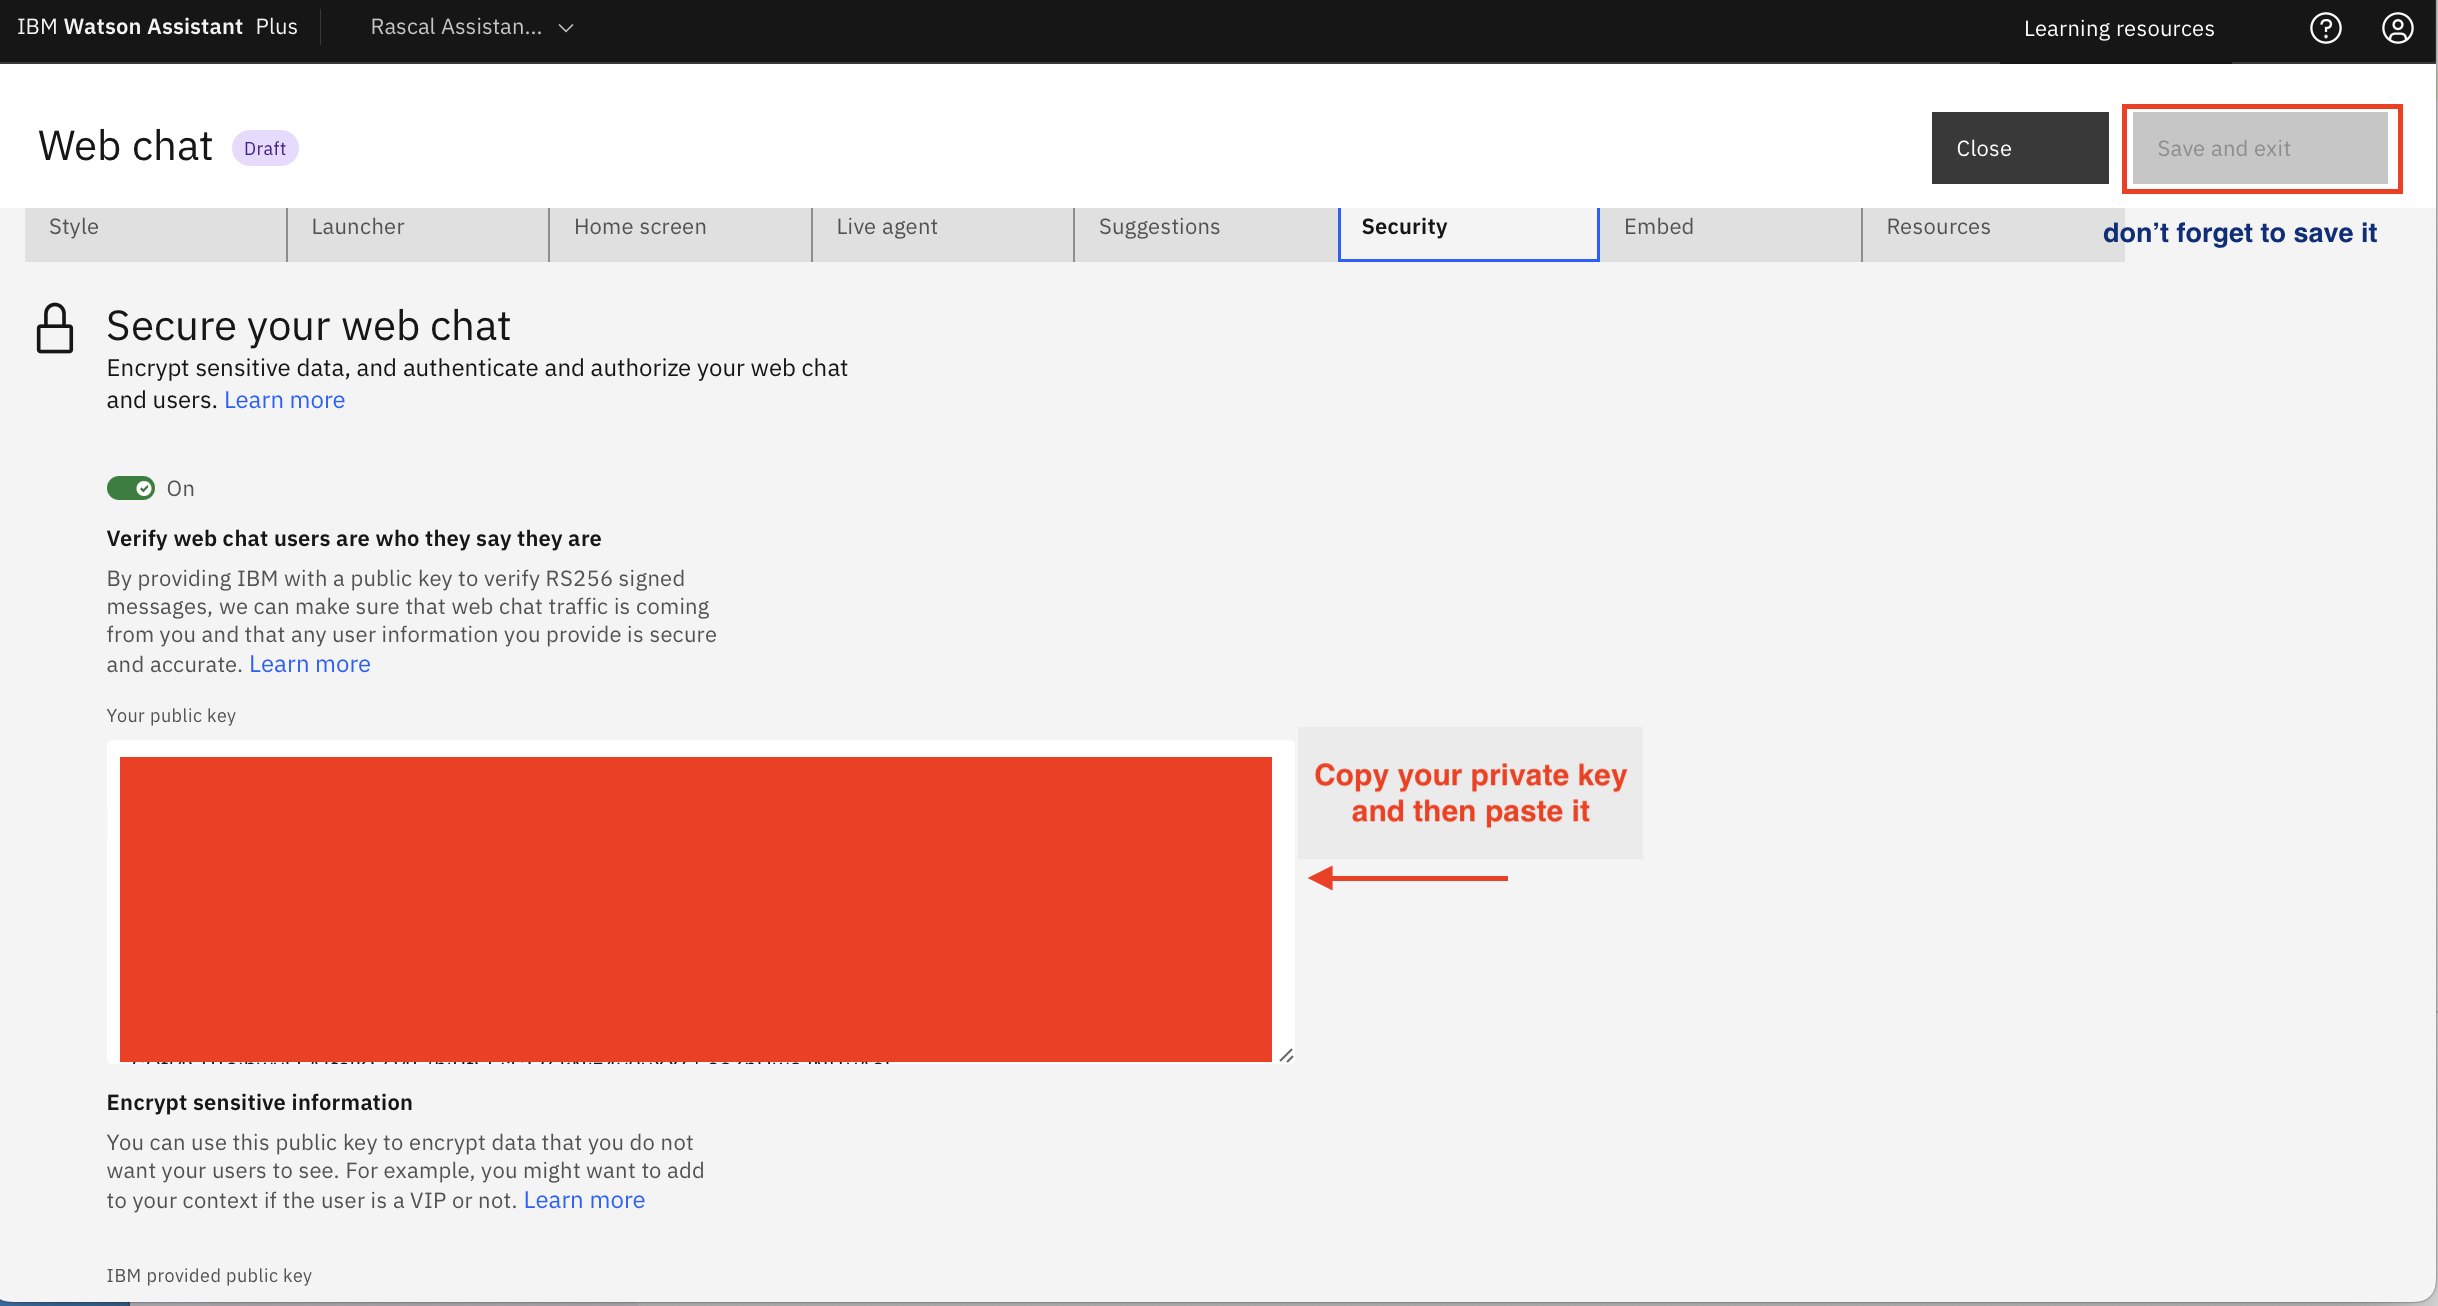 IBM Watson Assistant Plus
Rascal Assistan...
Learning resources
Web chat
Draft
Close
Save and exit
Style
Launcher
Home screen
Live agent
Suggestions
Security
Embed
Resources
don't forget to save it
Secure your web chat
Encrypt sensitive data, and authenticate and authorize your web chat
and users. Learn more
On
Verify web chat users are who they say they are
By providing IBM with a public key to verify RS256 signed
messages, we can make sure that web chat traffic is coming
from you and that any user information you provide is secure
and accurate. Learn more
Your public key
Copy your private key
and then paste it
Encrypt sensitive information
You can use this public key to encrypt data that you do not
want your users to see. For example, you might want to add
to your context if the user is a VIP or not. Learn more
IBM provided public key